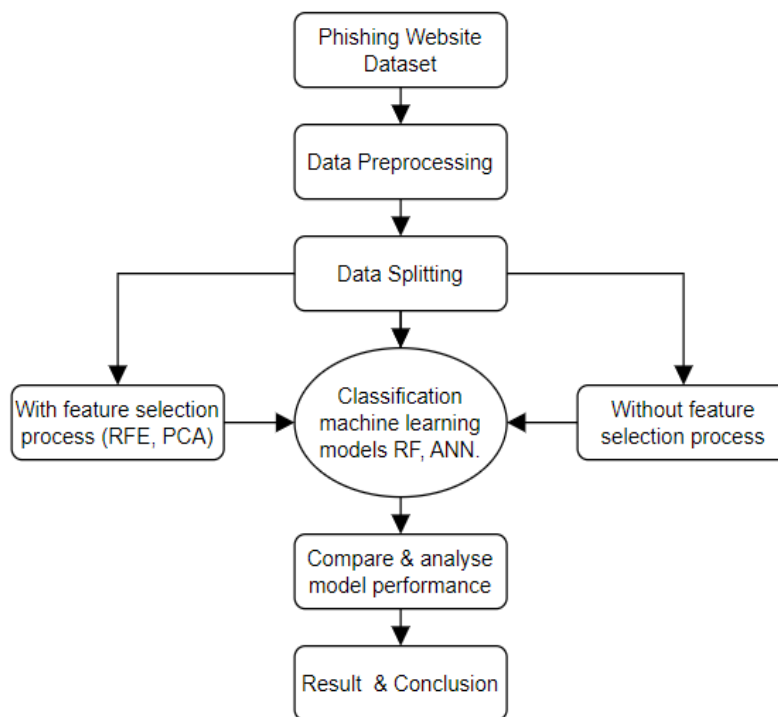 Phishing Website
Dataset
Data Preprocessing
Data Splitting
With feature selection
process (RFE, PCA)
Classification
machine learning
models RF, ANN.
Without feature
selection process
Compare & analyse
model performance
Result & Conclusion